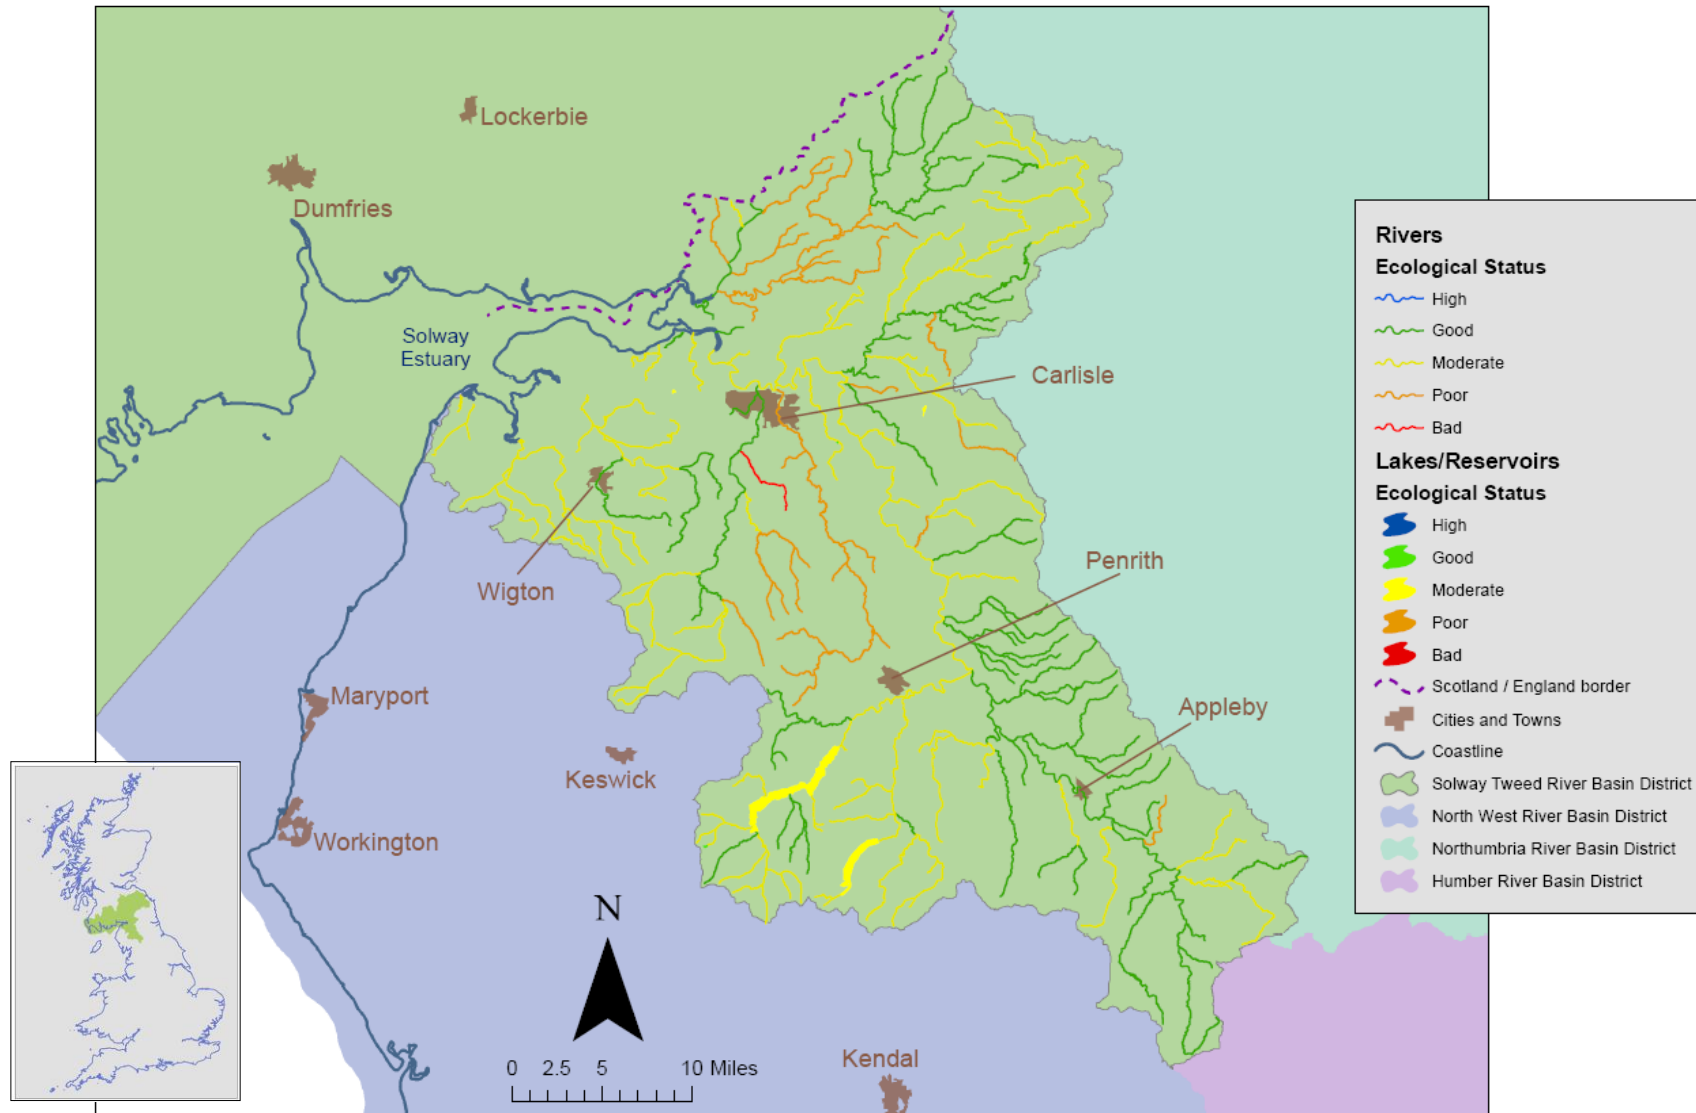 Lockerbie
Dumfries
Solway
Estuary
Carlisle
Wigton
Penrith
Maryport
Appleby
Keswick
Workington
N
0 2.5 5 10 Miles
Kendal
Rivers
Ecological Status
High
Good
Moderate
Poor
Bad
Lakes/Reservoirs
Ecological Status
High
Good
Moderate
Poor
Bad
Scotland / England border
Cities and Towns
Coastline
Solway Tweed River Basin District
North West River Basin District
Northumbria River Basin District
Humber River Basin District